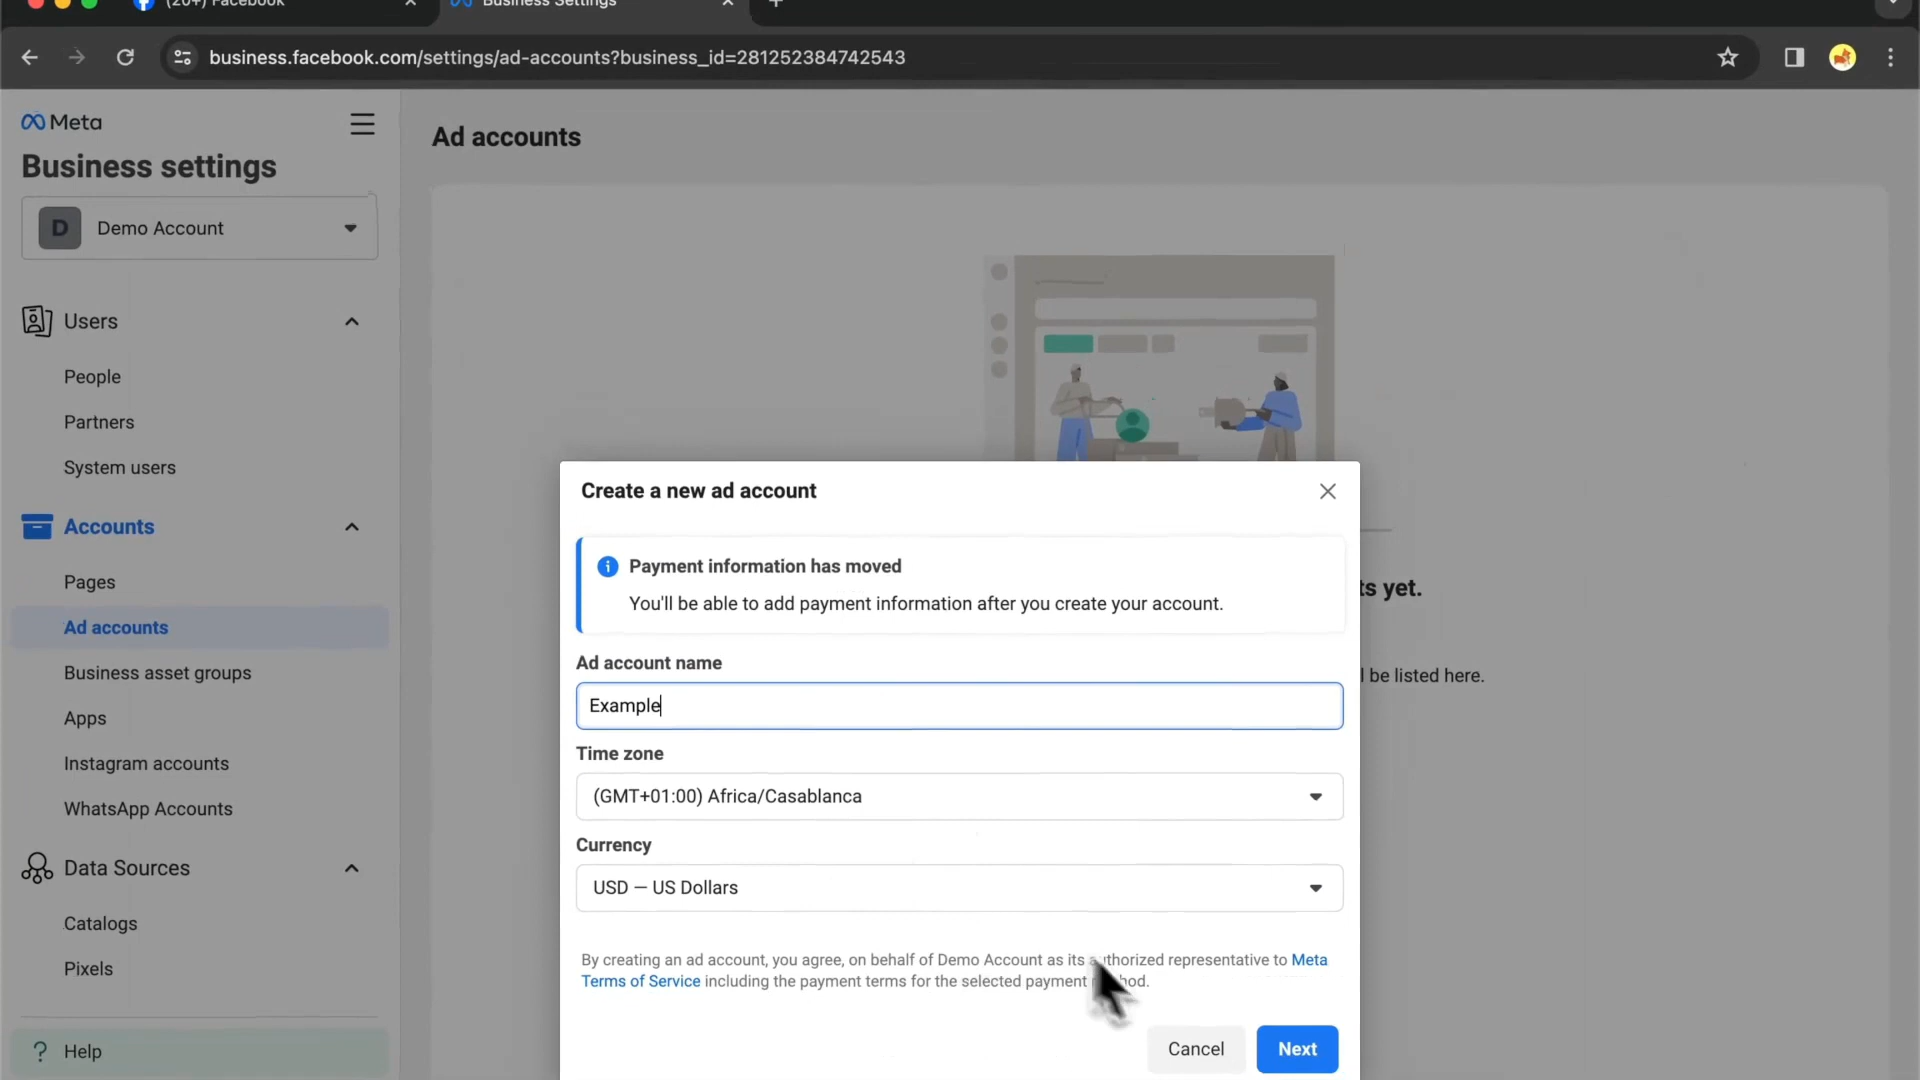 (20+) Facebook
Business Settings
business.facebook.com/settings/ad-accounts?business_id=281252384742543
Meta
Business settings
D Demo Account
Users
People
Partners
System users
Accounts
Pages
Ad accounts
Business asset groups
Apps
Instagram accounts
WhatsApp Accounts
Data Sources
Catalogs
Pixels
? Help
Ad accounts
ts yet.
l be listed here.
Create a new ad account
Payment information has moved
You'll be able to add payment information after you create your account.
Ad account name
Example
Time zone
(GMT+01:00) Africa/Casablanca
Currency
USD — US Dollars
By creating an ad account, you agree, on behalf of Demo Account as its authorized representative to Meta
Terms of Service including the payment terms for the selected payment
Cancel
Next